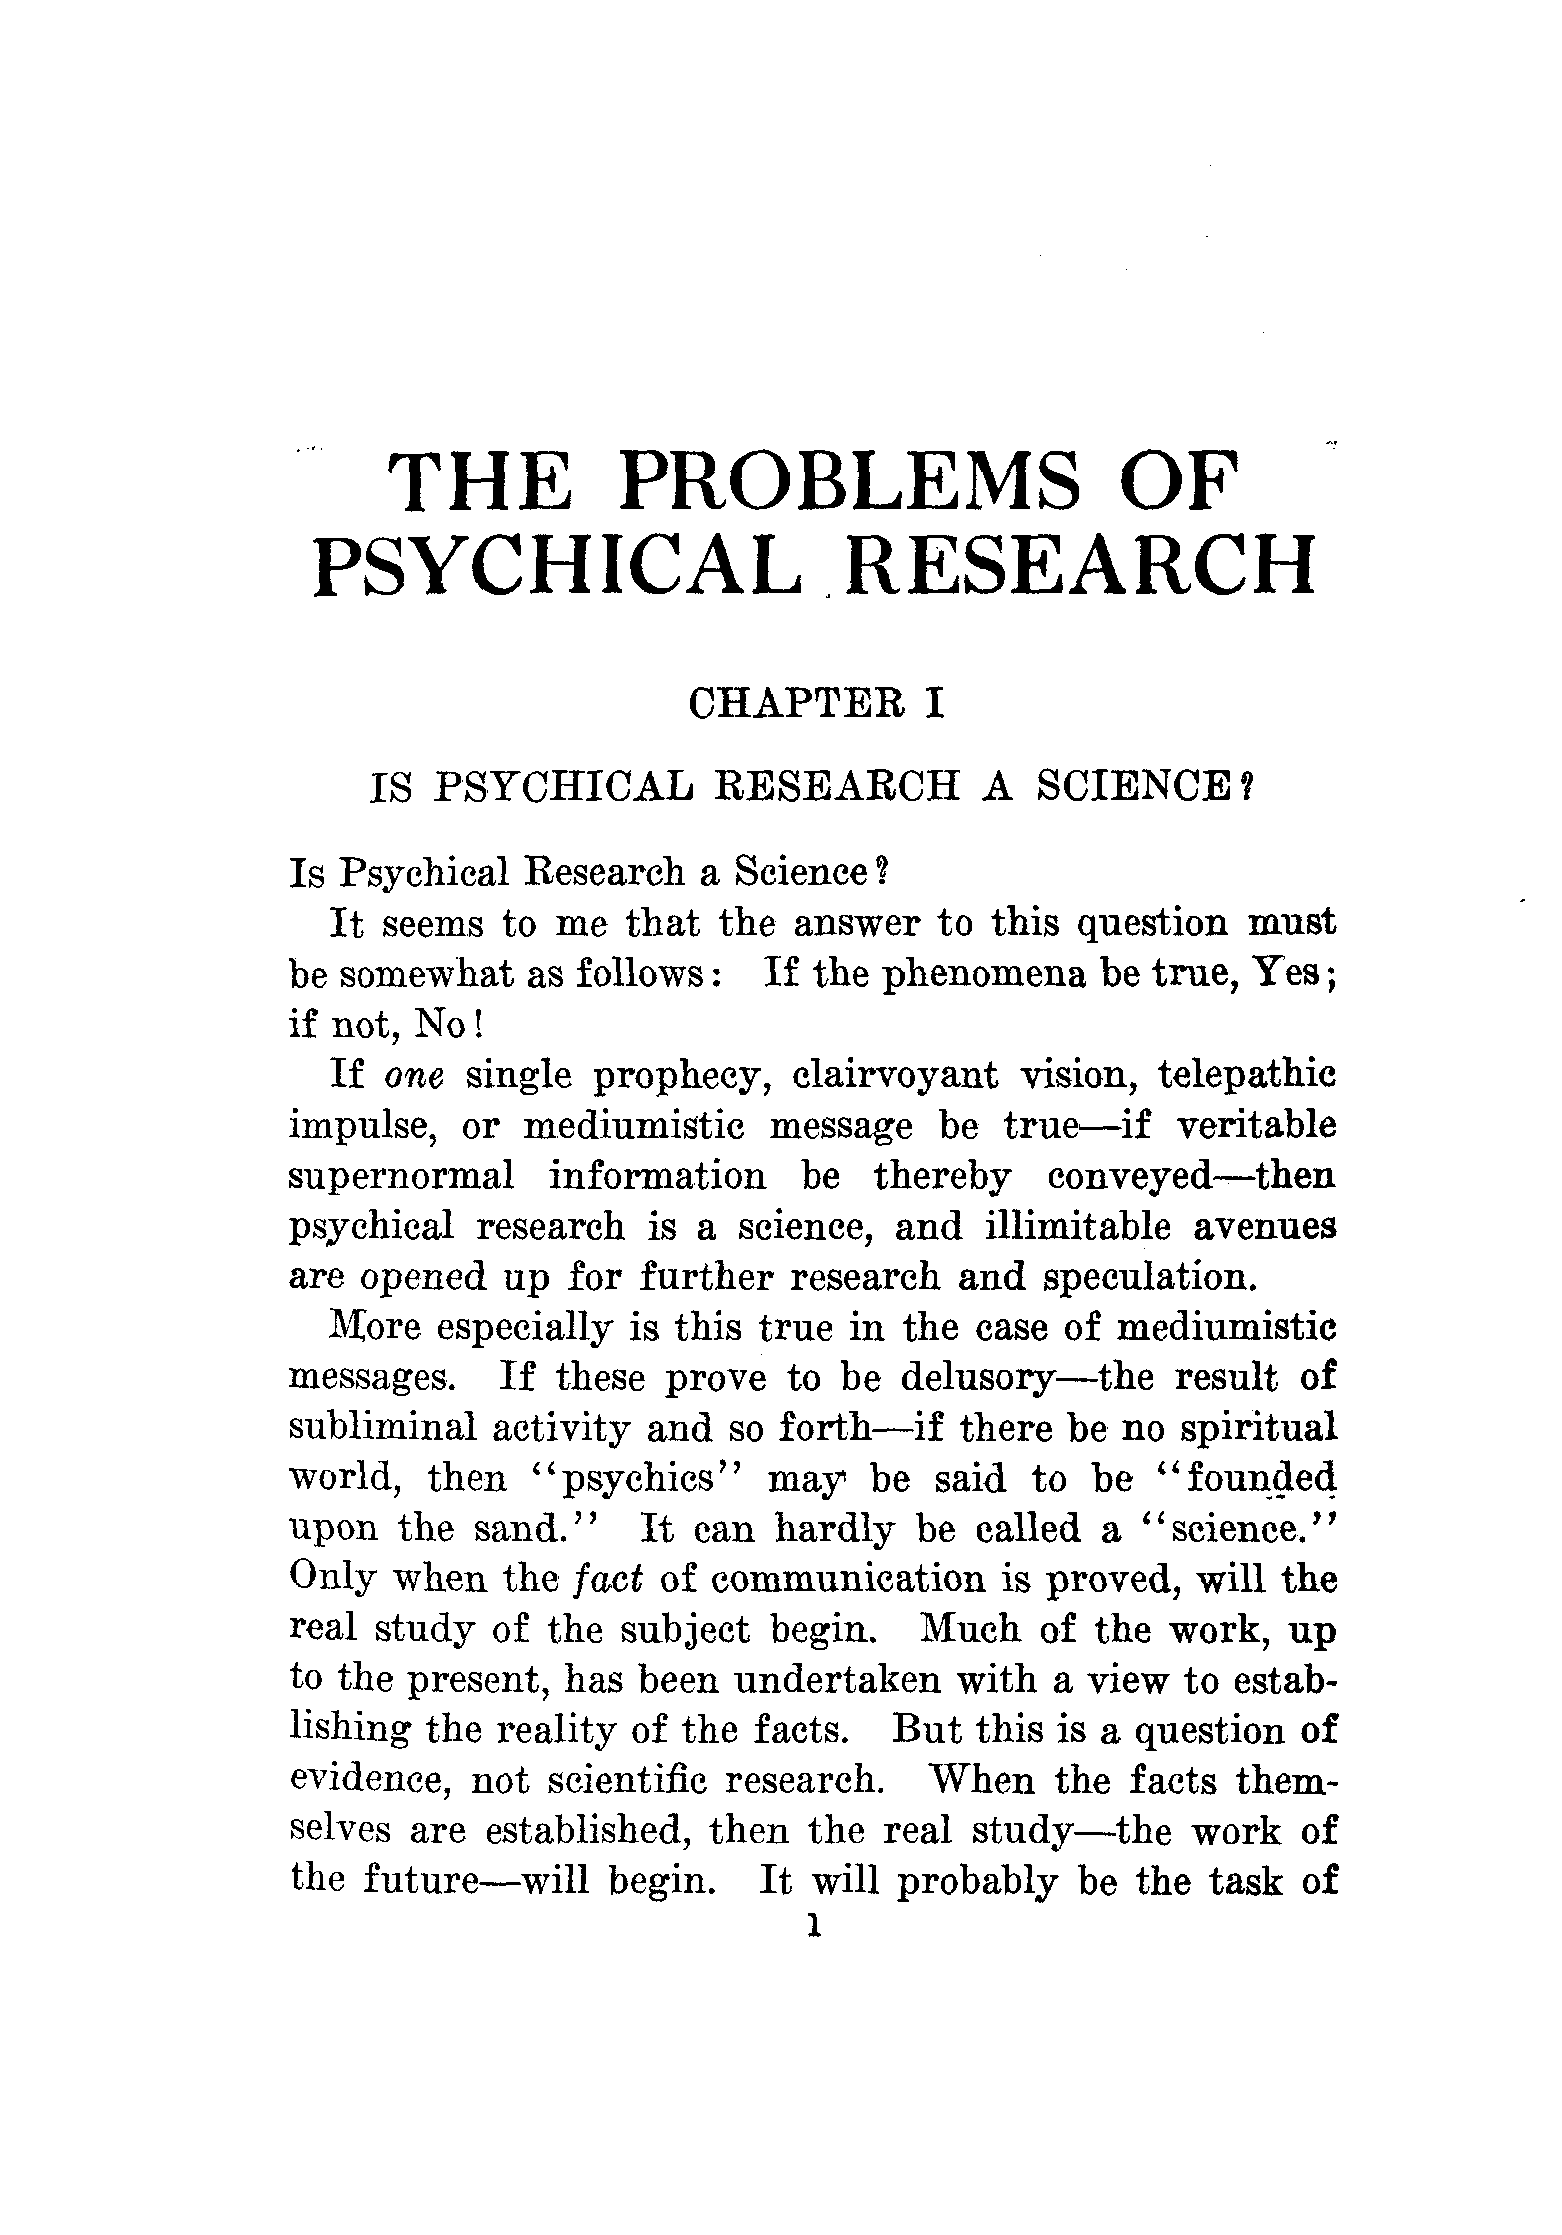 THE PROBLEMS OF
PSYCHICAL RESEARCH
CHAPTER I
IS PSYCHICAL RESEARCH A SCIENCE?
Is Psychical Research a Science?
It seems to me that the answer to this question must
be somewhat as follows: If the phenomena be true, Yes;
if not, No!
If one single prophecy, clairvoyant vision, telepathic
impulse, or mediumistic message be true—if veritable
supernormal information be thereby conveyed—then
psychical research is a science, and illimitable avenues
are opened up for further research and speculation.
More especially is this true in the case of mediumistic
messages. If these prove to be delusory—the result of
subliminal activity and so forth—if there be no spiritual
world, then “psychics” may be said to be “founded
upon the sand.” It can hardly be called a “science.”
Only when the fact of communication is proved, will the
real study of the subject begin. Much of the work, up
to the present, has been undertaken with a view to estab-
lishing the reality of the facts. But this is a question of
evidence, not scientific research. When the facts them-
selves are established, then the real study—the work of
the future—will begin. It will probably be the task of
1